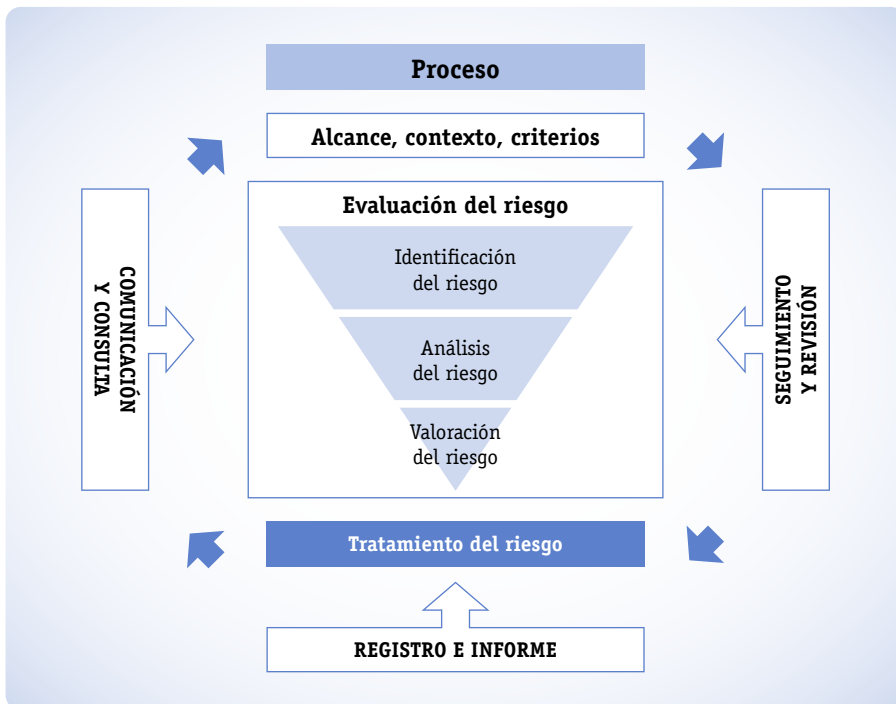 Proceso
Alcance, contexto, criterios
Evaluación del riesgo
Identificación
del riesgo
Análisis
del riesgo
Valoración
del riesgo
COMUNICACIÓN
Y CONSULTA
SEGUIMIENTO
Y REVISIÓN
Tratamiento del riesgo
REGISTRO E INFORME